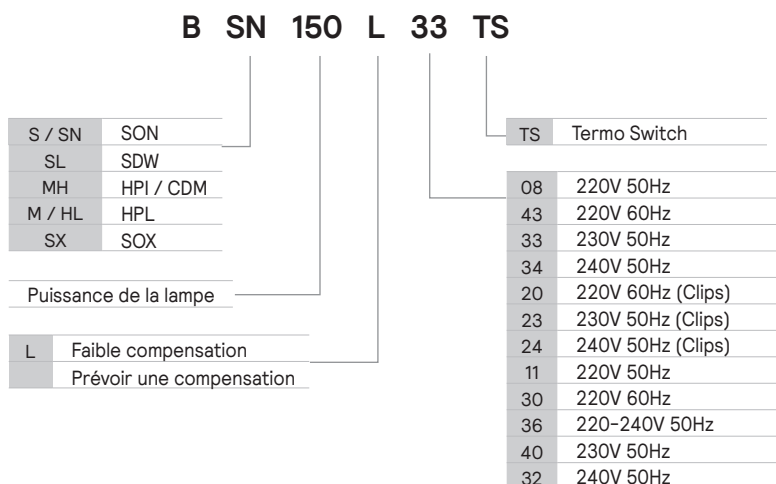 B SN 150 L 33 TS
S / SN SON
SL SDW
MH HPI / CDM
M / HL HPL
SX SOX
Puissance de la lampe
L Faible compensation
Prévoir une compensation
TS Termo Switch
08 220V 50Hz
43 220V 60Hz
33 230V 50Hz
34 240V 50Hz
20 220V 60Hz (Clips)
23 230V 50Hz (Clips)
24 240V 50Hz (Clips)
11 220V 50Hz
30 220V 60Hz
36 220-240V 50Hz
40 230V 50Hz
32 240V 50Hz